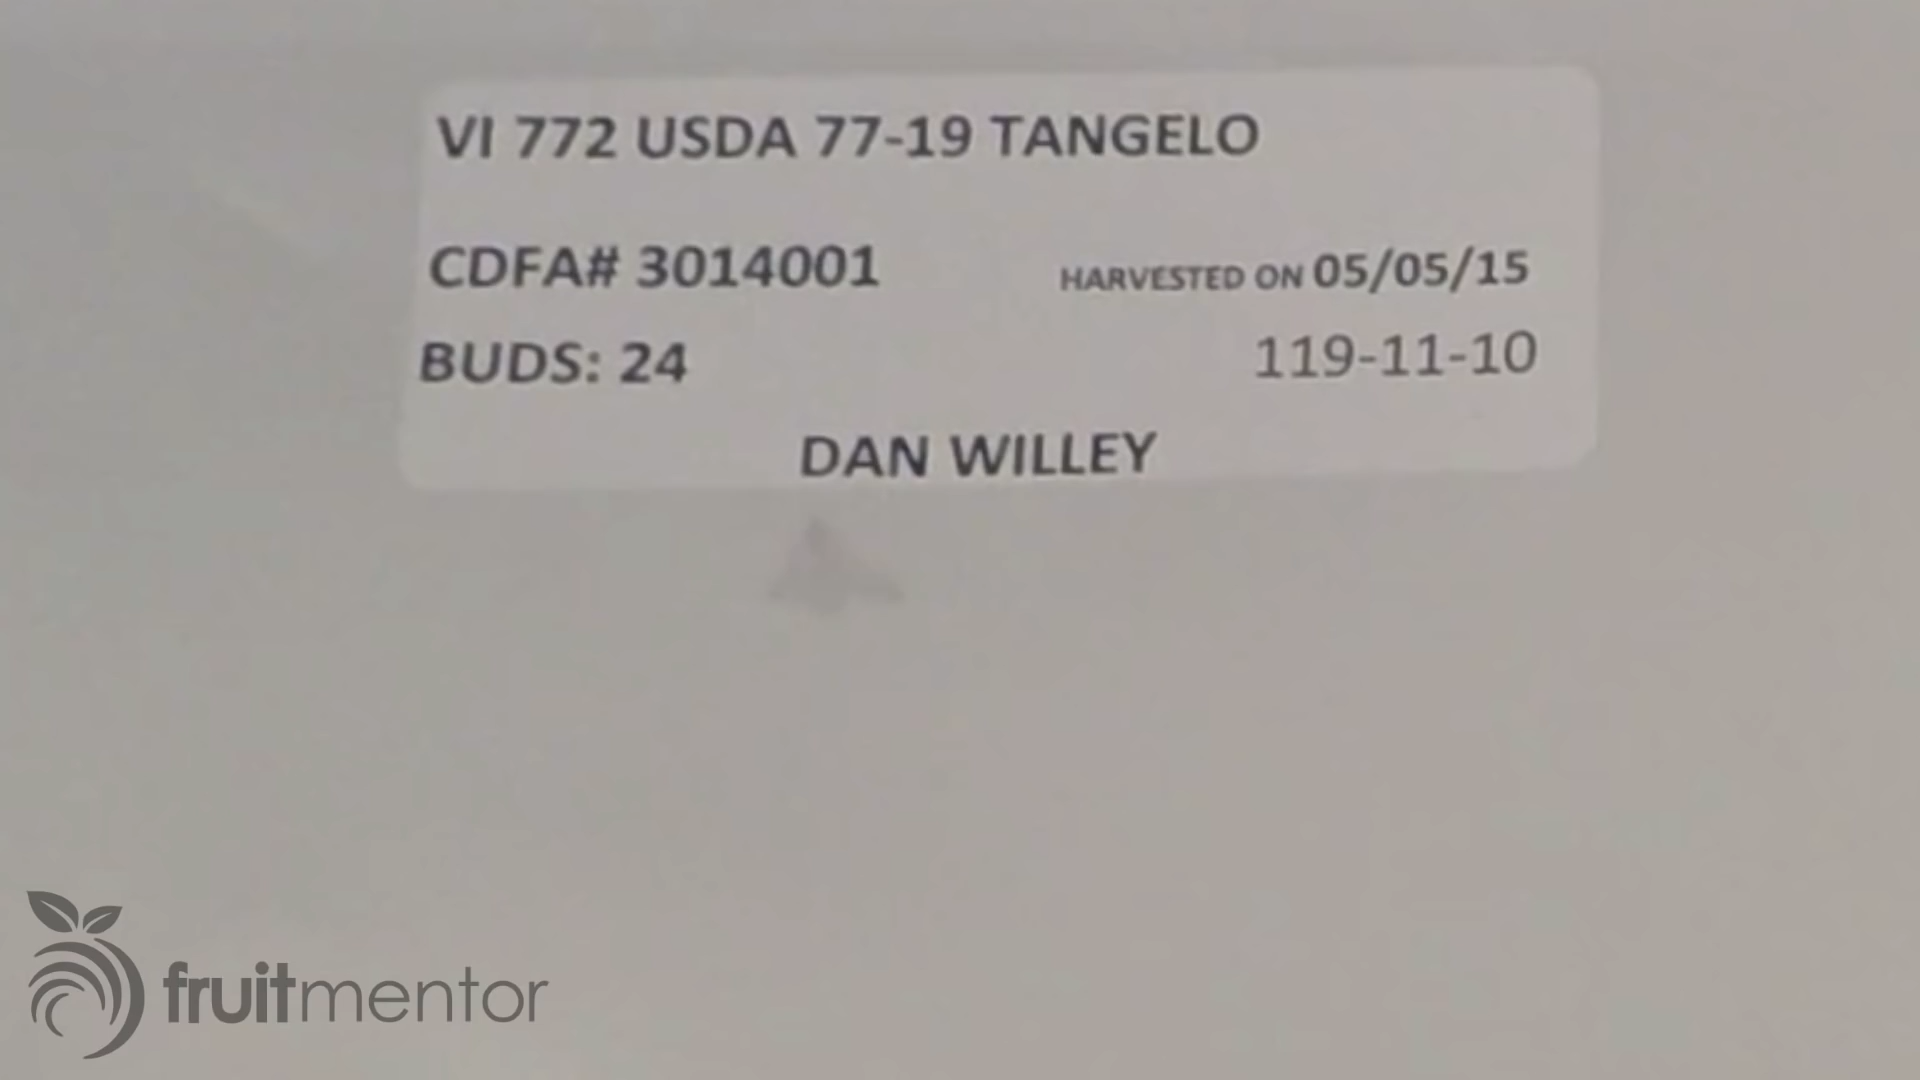 VI 772 USDA 77-19 TANGELO
CDFA# 3014001 HARVESTED ON 05/05/15
BUDS: 24 119-11-10
DAN WILLEY
fruitmentor